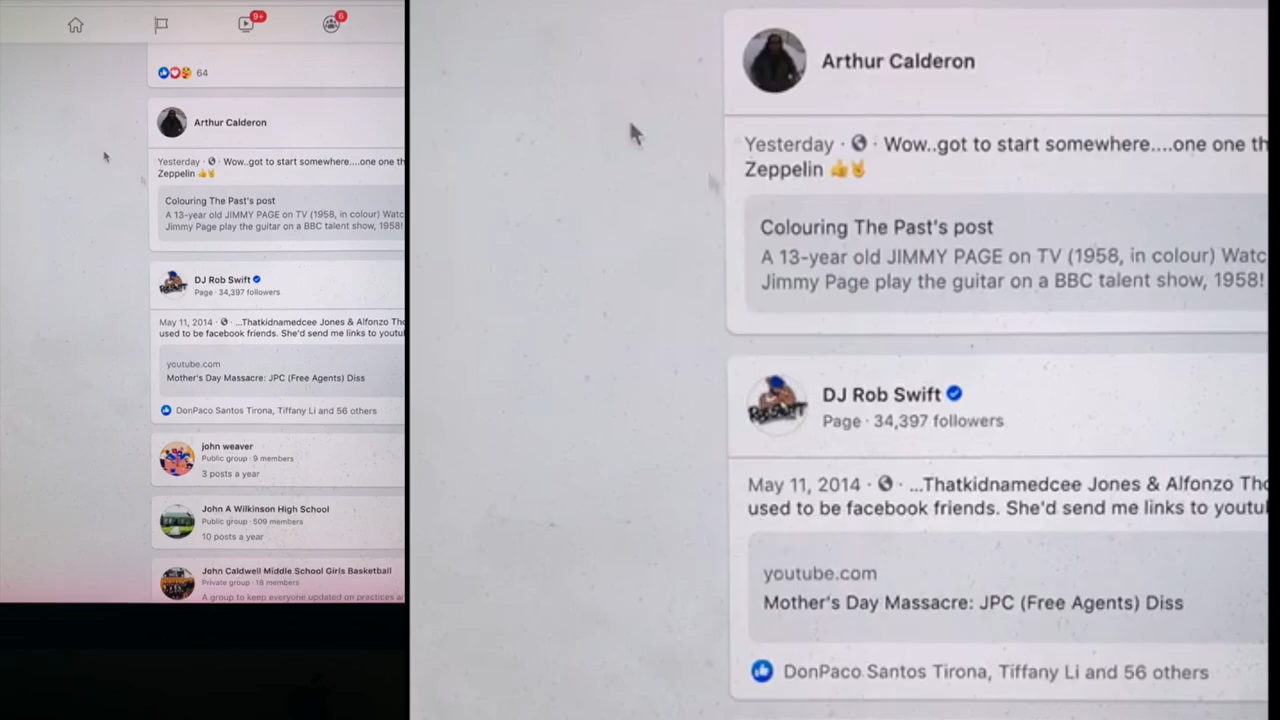 9+
6
64
Arthur Calderon
Yesterday · Wow..got to start somewhere....one one th
Zeppelin 👍🤘
Colouring The Past's post
A 13-year old JIMMY PAGE on TV (1958, in colour) Watc
Jimmy Page play the guitar on a BBC talent show, 1958!
DJ Rob Swift
Page · 34,397 followers
May 11, 2014 · ...Thatkidnamedcee Jones & Alfonzo Tho
used to be facebook friends. She'd send me links to youtu
youtube.com
Mother's Day Massacre: JPC (Free Agents) Diss
DonPaco Santos Tirona, Tiffany Li and 56 others
john weaver
Public group · 9 members
3 posts a year
John A Wilkinson High School
Public group · 509 members
10 posts a year
John Caldwell Middle School Girls Basketball
Private group · 18 members
A group to keep everyone updated on practices a
Arthur Calderon
Yesterday · Wow..got to start somewhere....one one th
Zeppelin 👍🤘
Colouring The Past's post
A 13-year old JIMMY PAGE on TV (1958, in colour) Watc
Jimmy Page play the guitar on a BBC talent show, 1958!
DJ Rob Swift
Page · 34,397 followers
May 11, 2014 · ...Thatkidnamedcee Jones & Alfonzo Tho
used to be facebook friends. She'd send me links to youtu
youtube.com
Mother's Day Massacre: JPC (Free Agents) Diss
DonPaco Santos Tirona, Tiffany Li and 56 others